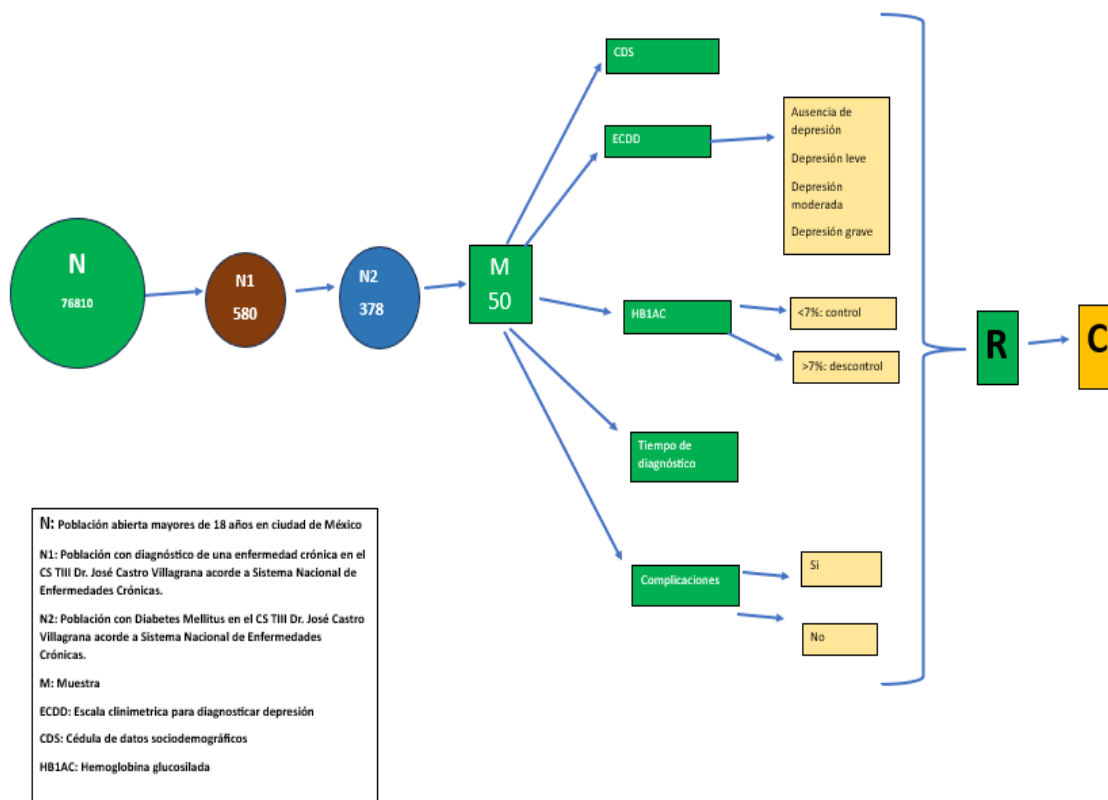 N
76810
N1
580
N2
378
M
50
CDS
ECDD
Ausencia de
depresión
Depresión leve
Depresión
moderada
Depresión grave
HB1AC
<7%: control
>7%: descontrol
Tiempo de
diagnóstico
Complicaciones
Si
No
R
C
N: Población abierta mayores de 18 años en ciudad de México
N1: Población con diagnóstico de una enfermedad crónica en el
CS TIII Dr. José Castro Villagrana acorde a Sistema Nacional de
Enfermedades Crónicas.
N2: Población con Diabetes Mellitus en el CS TIII Dr. José Castro
Villagrana acorde a Sistema Nacional de Enfermedades
Crónicas.
M: Muestra
ECDD: Escala clinimetrica para diagnosticar depresión
CDS: Cédula de datos sociodemográficos
HB1AC: Hemoglobina glucosilada